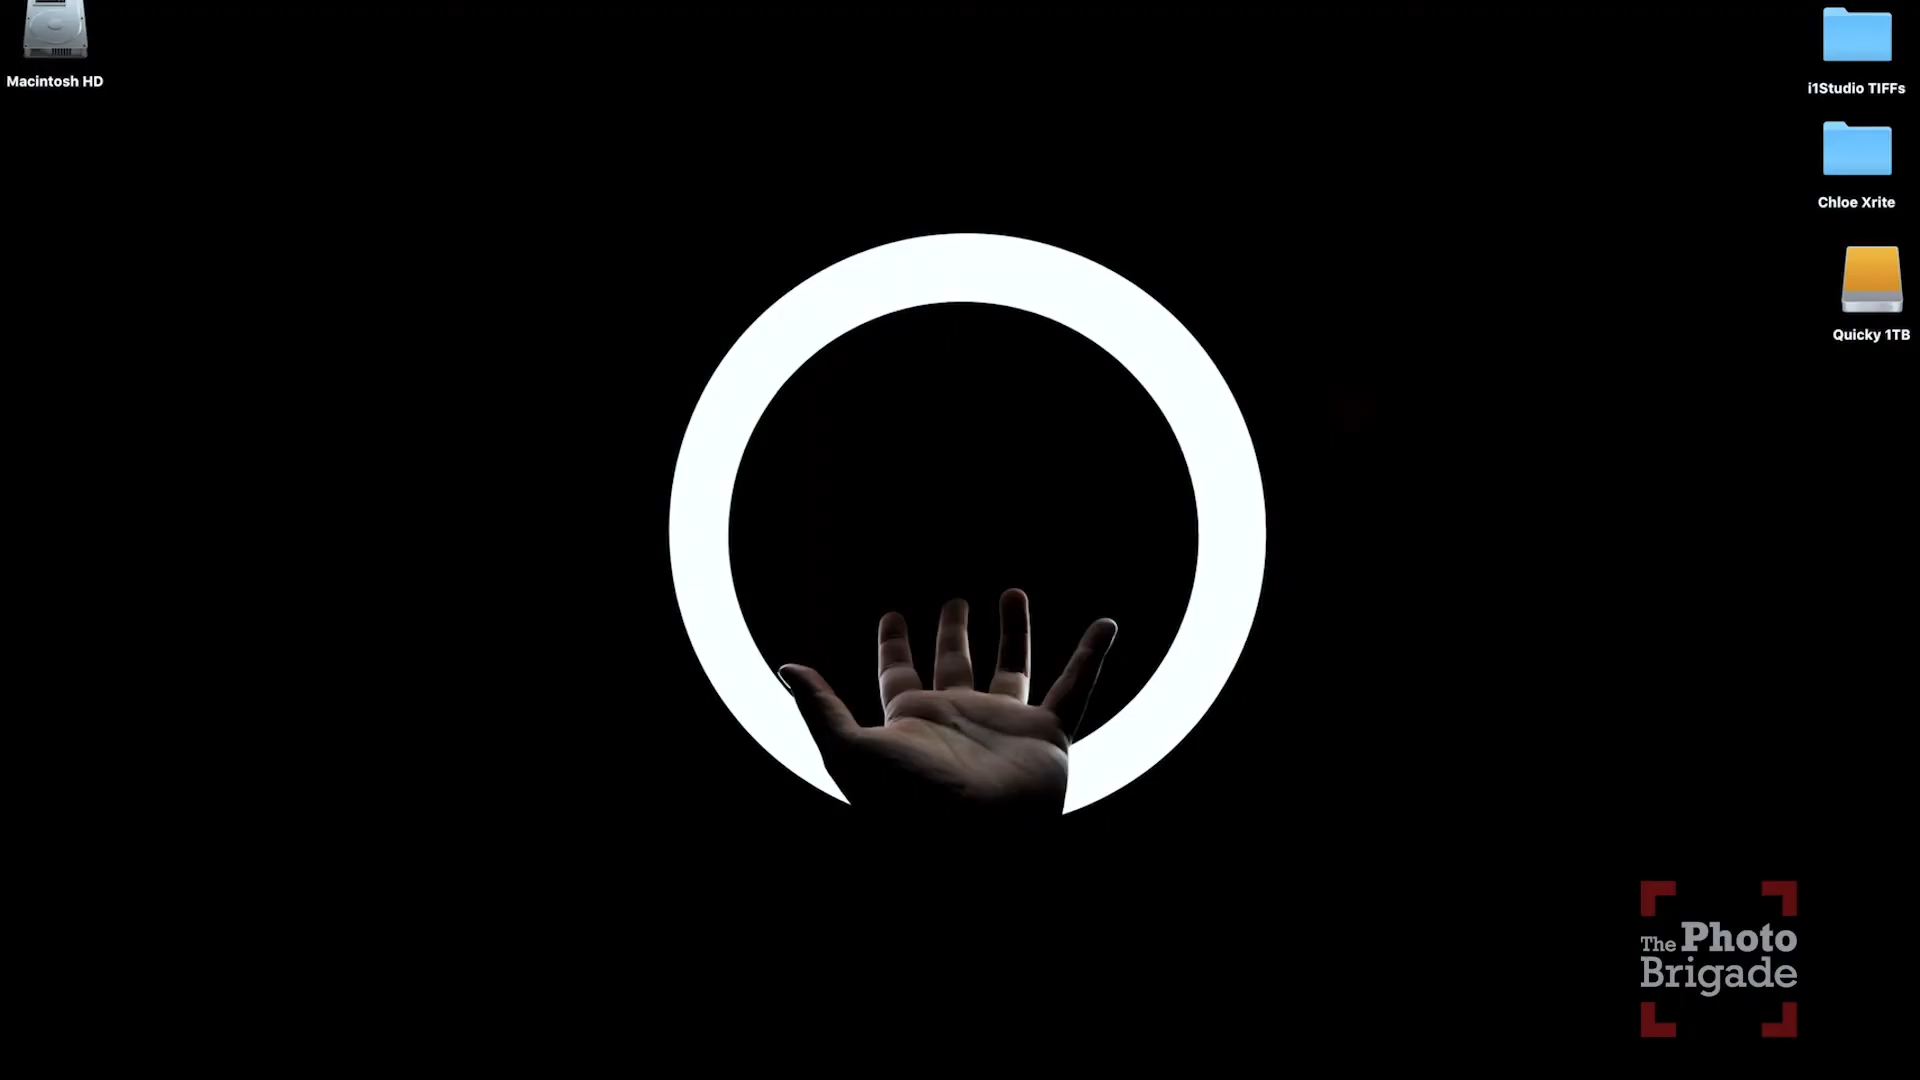 Macintosh HD
i1Studio TIFFs
Chloe Xrite
Quicky 1TB
The Photo
Brigade